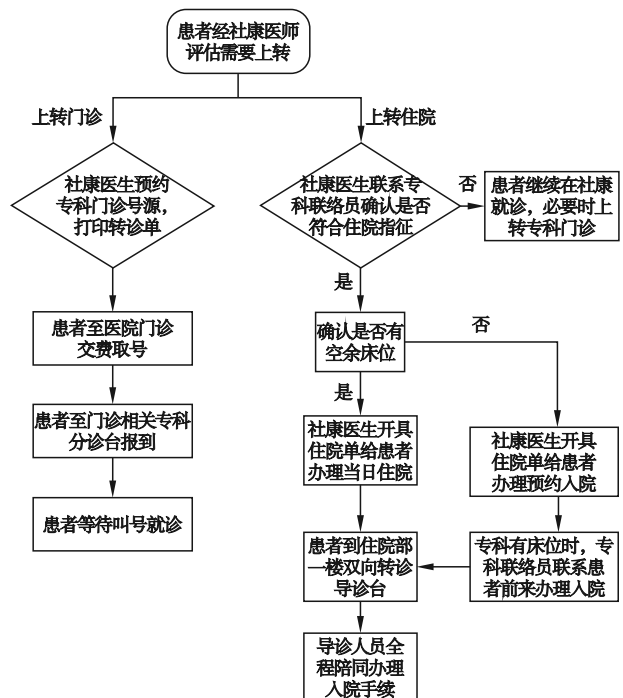 患者经社康医师
评估需要上转
上转门诊
上转住院
社康医生预约
专科门诊号源，
打印转诊单
社康医生联系专
科联络员确认是否
符合住院指征
否
患者继续在社康
就诊，必要时上
转专科门诊
是
患者至医院门诊
交费取号
确认是否有
空余床位
否
是
患者至门诊相关专科
分诊台报到
社康医生开具
住院单给患者
办理当日住院
社康医生开具
住院单给患者
办理预约入院
患者等待叫号就诊
患者到住院部
一楼双向转诊
导诊台
专科有床位时，专
科联络员联系患
者前来办理入院
导诊人员全
程陪同办理
入院手续